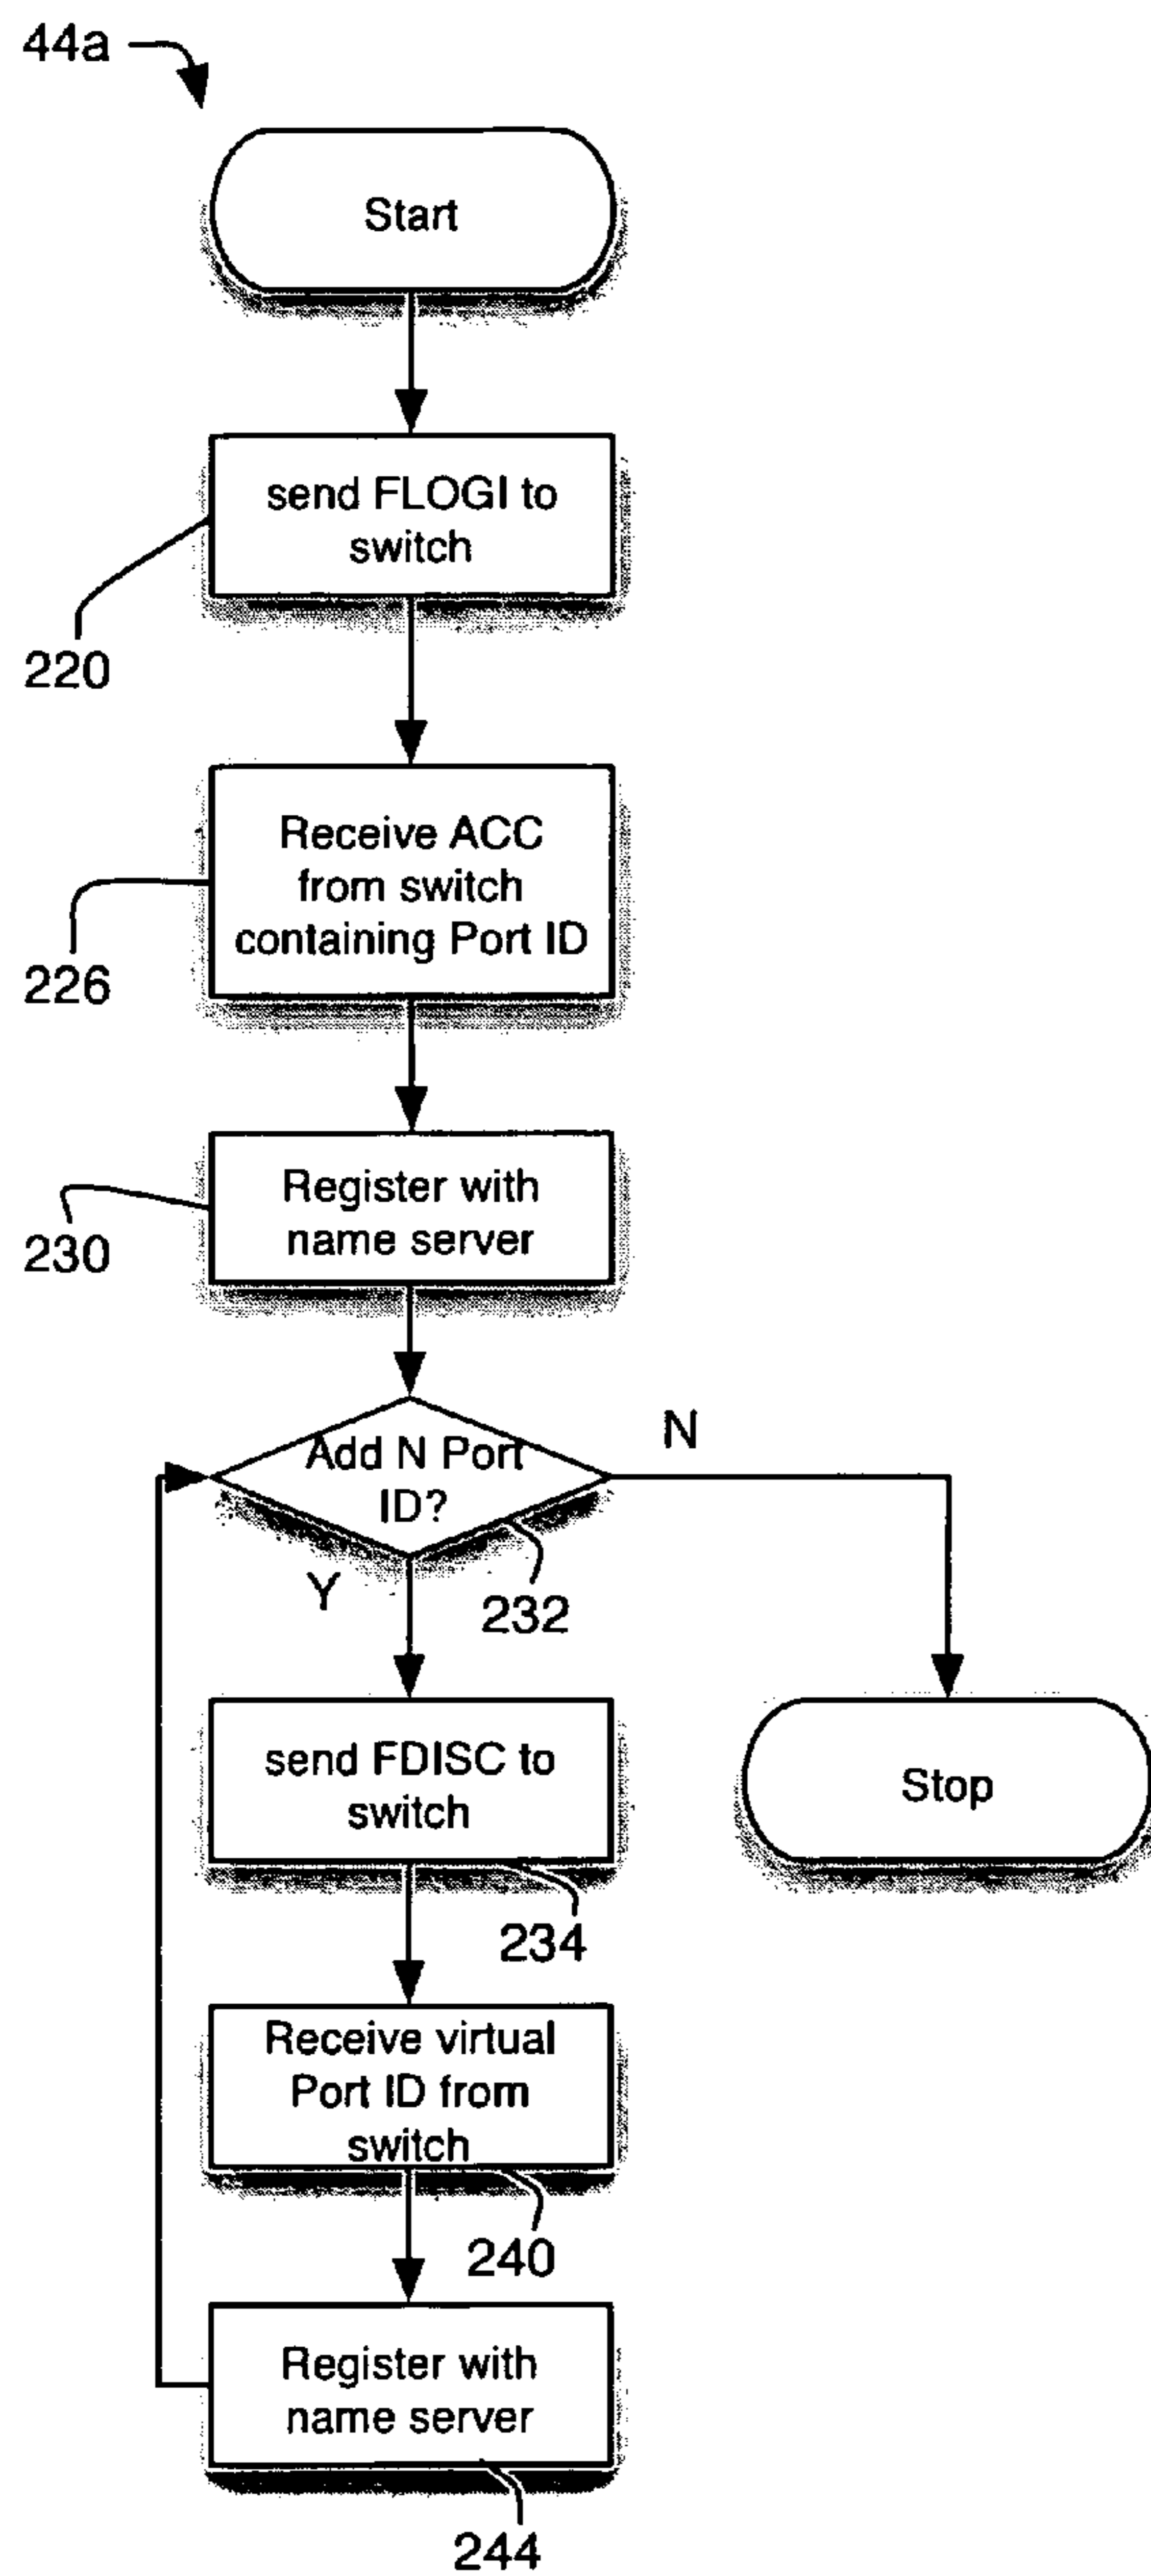 44a
Start
send FLOGI to
switch
220
Receive ACC
from switch
containing Port ID
226
Register with
name server
230
Add N Port
ID?
N
Y
232
send FDISC to
switch
Stop
234
Receive virtual
Port ID from
switch
240
Register with
name server
244